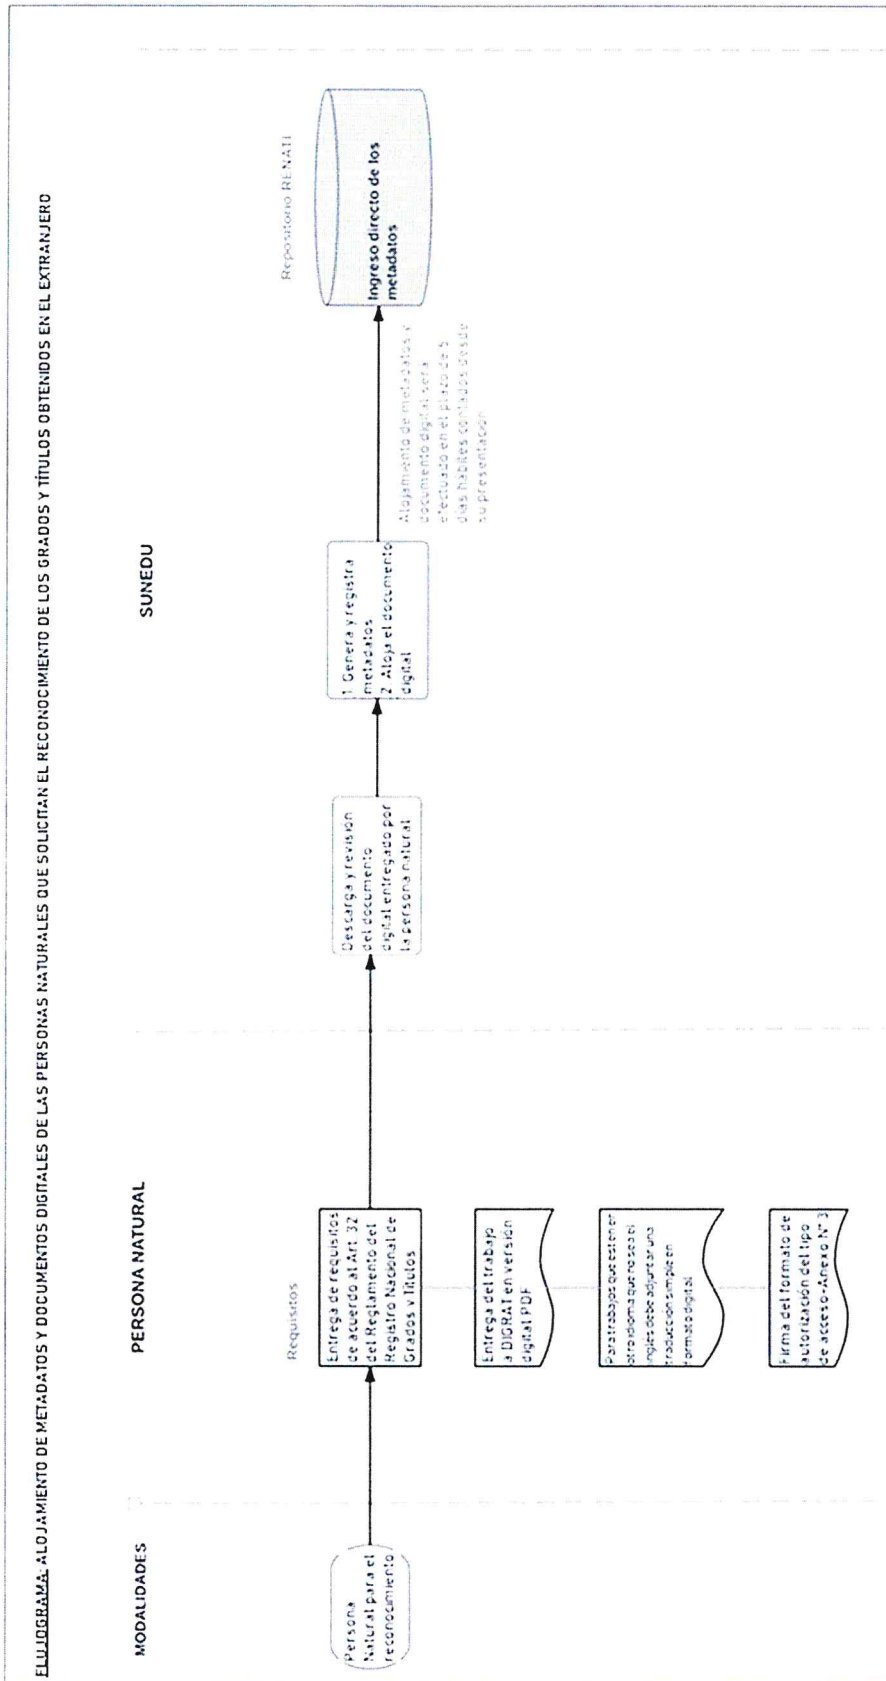 FLUJOGRAMA: ALOJAMIENTO DE METADATOS Y DOCUMENTOS DIGITALES DE LAS PERSONAS NATURALES QUE SOLICITAN EL RECONOCIMIENTO DE LOS GRADOS Y TÍTULOS OBTENIDOS EN EL EXTRANJERO
MODALIDADES
PERSONA NATURAL
SUNEDU
Persona
Natural para el
reconocimiento
Requisitos
Entrega de requisitos
de acuerdo al Art. 32
del Reglamento del
Registro Nacional de
Grados y Títulos
Entrega del trabajo
a DIGRAT en versión
digital PDF
Para trabajos que esten en
otro idioma que no sea el
ingles debe adjuntar una
traducción simple en
formato digital
Firma del formato de
autorización del tipo
de acceso-Anexo N° 3
Descarga y revisión
del documento
digital entregado por
la persona natural
1. Genera y registra
metadatos
2. Aloja el documento
digital
Alojamiento de metadatos y
documento digital sera
efectuado en el plazo de 5
dias hábiles contados desde
su presentación
Repositorio RENATI
Ingreso directo de los
metadatos